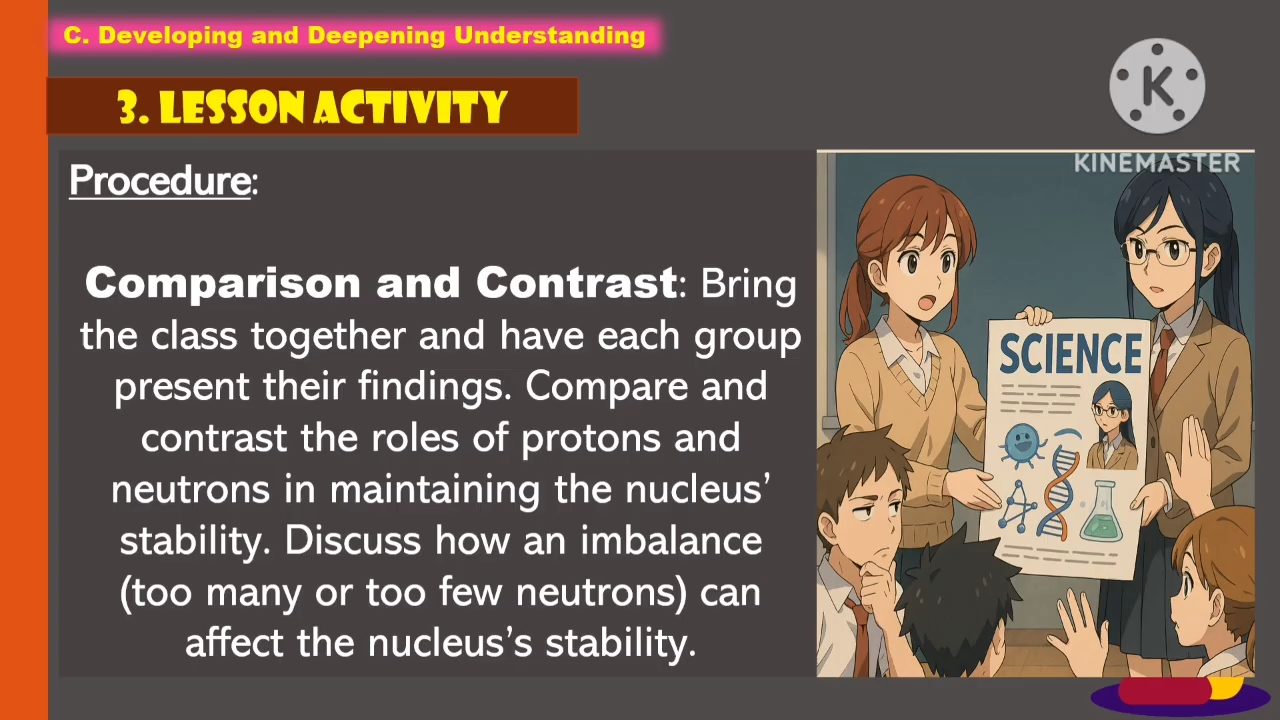 C. Developing and Deepening Understanding
3. LESSON ACTIVITY
K
KINEMASTER
Procedure:
Comparison and Contrast: Bring
the class together and have each group
present their findings. Compare and
contrast the roles of protons and
neutrons in maintaining the nucleus’
stability. Discuss how an imbalance
(too many or too few neutrons) can
affect the nucleus’s stability.
SCIENCE